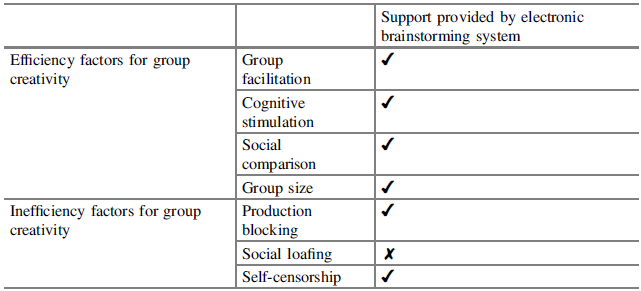 Support provided by electronic
brainstorming system
Efficiency factors for group
creativity
Group
facilitation
✓
Cognitive
stimulation
✓
Social
comparison
✓
Group size
✓
Inefficiency factors for group
creativity
Production
blocking
✓
Social loafing
✗
Self-censorship
✓